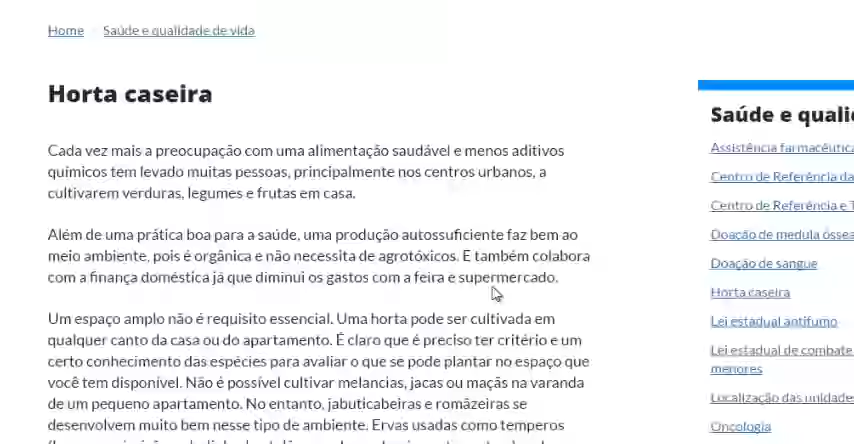 Home Saúde e qualidade de vida
Horta caseira
Cada vez mais a preocupação com uma alimentação saudável e menos aditivos
químicos tem levado muitas pessoas, principalmente nos centros urbanos, a
cultivarem verduras, legumes e frutas em casa.
Além de uma prática boa para a saúde, uma produção autossuficiente faz bem ao
meio ambiente, pois é orgânica e não necessita de agrotóxicos. E também colabora
com a finança doméstica já que diminui os gastos com a feira e supermercado.
Um espaço amplo não é requisito essencial. Uma horta pode ser cultivada em
qualquer canto da casa ou do apartamento. É claro que é preciso ter critério e um
certo conhecimento das espécies para avaliar o que se pode plantar no espaço que
você tem disponível. Não é possível cultivar melancias, jacas ou maçãs na varanda
de um pequeno apartamento. No entanto, jabuticabeiras e romãzeiras se
desenvolvem muito bem nesse tipo de ambiente. Ervas usadas como temperos
Saúde e quali
Assistência farmacêutica
Centro de Referência da
Centro de Referência e T
Doação de medula óssea
Doação de sangue
Horta caseira
Lei estadual antifumo
Lei estadual de combate
menores
Localização das unidade
Oncologia